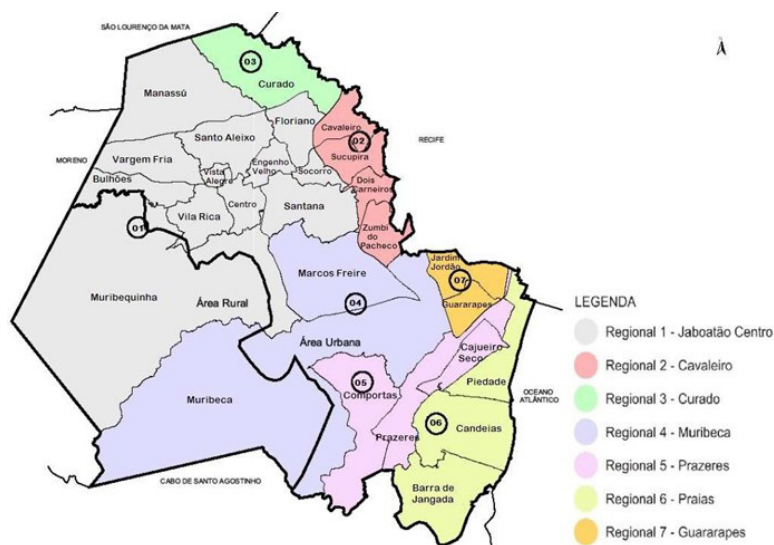 SÃO LOURENÇO DA MATA
03
Curado
Manassú
Floriano
Cavaleiro
02
RECIFE
Santo Aleixo
Sucupira
MORENO
Vargem Fria
Engenho
Velho
Socorro
Vista
Alegre
Bulhões
Dois
Carneiros
Vila Rica
Centro
Santana
01
Zumbi
do
Pacheco
Marcos Freire
Jardim
Jordão
07
Muribequinha
Área Rural
04
Guararapes
Área Urbana
Cajueiro
Seco
05
Comportas
Piedade
OCEANO
ATLÂNTICO
Muribeca
06
Candeias
Prazeres
CABO DE SANTO AGOSTINHO
Barra de
Jangada
LEGENDA
Regional 1 - Jaboatão Centro
Regional 2 - Cavaleiro
Regional 3 - Curado
Regional 4 - Muribeca
Regional 5 - Prazeres
Regional 6 - Praias
Regional 7 - Guararapes